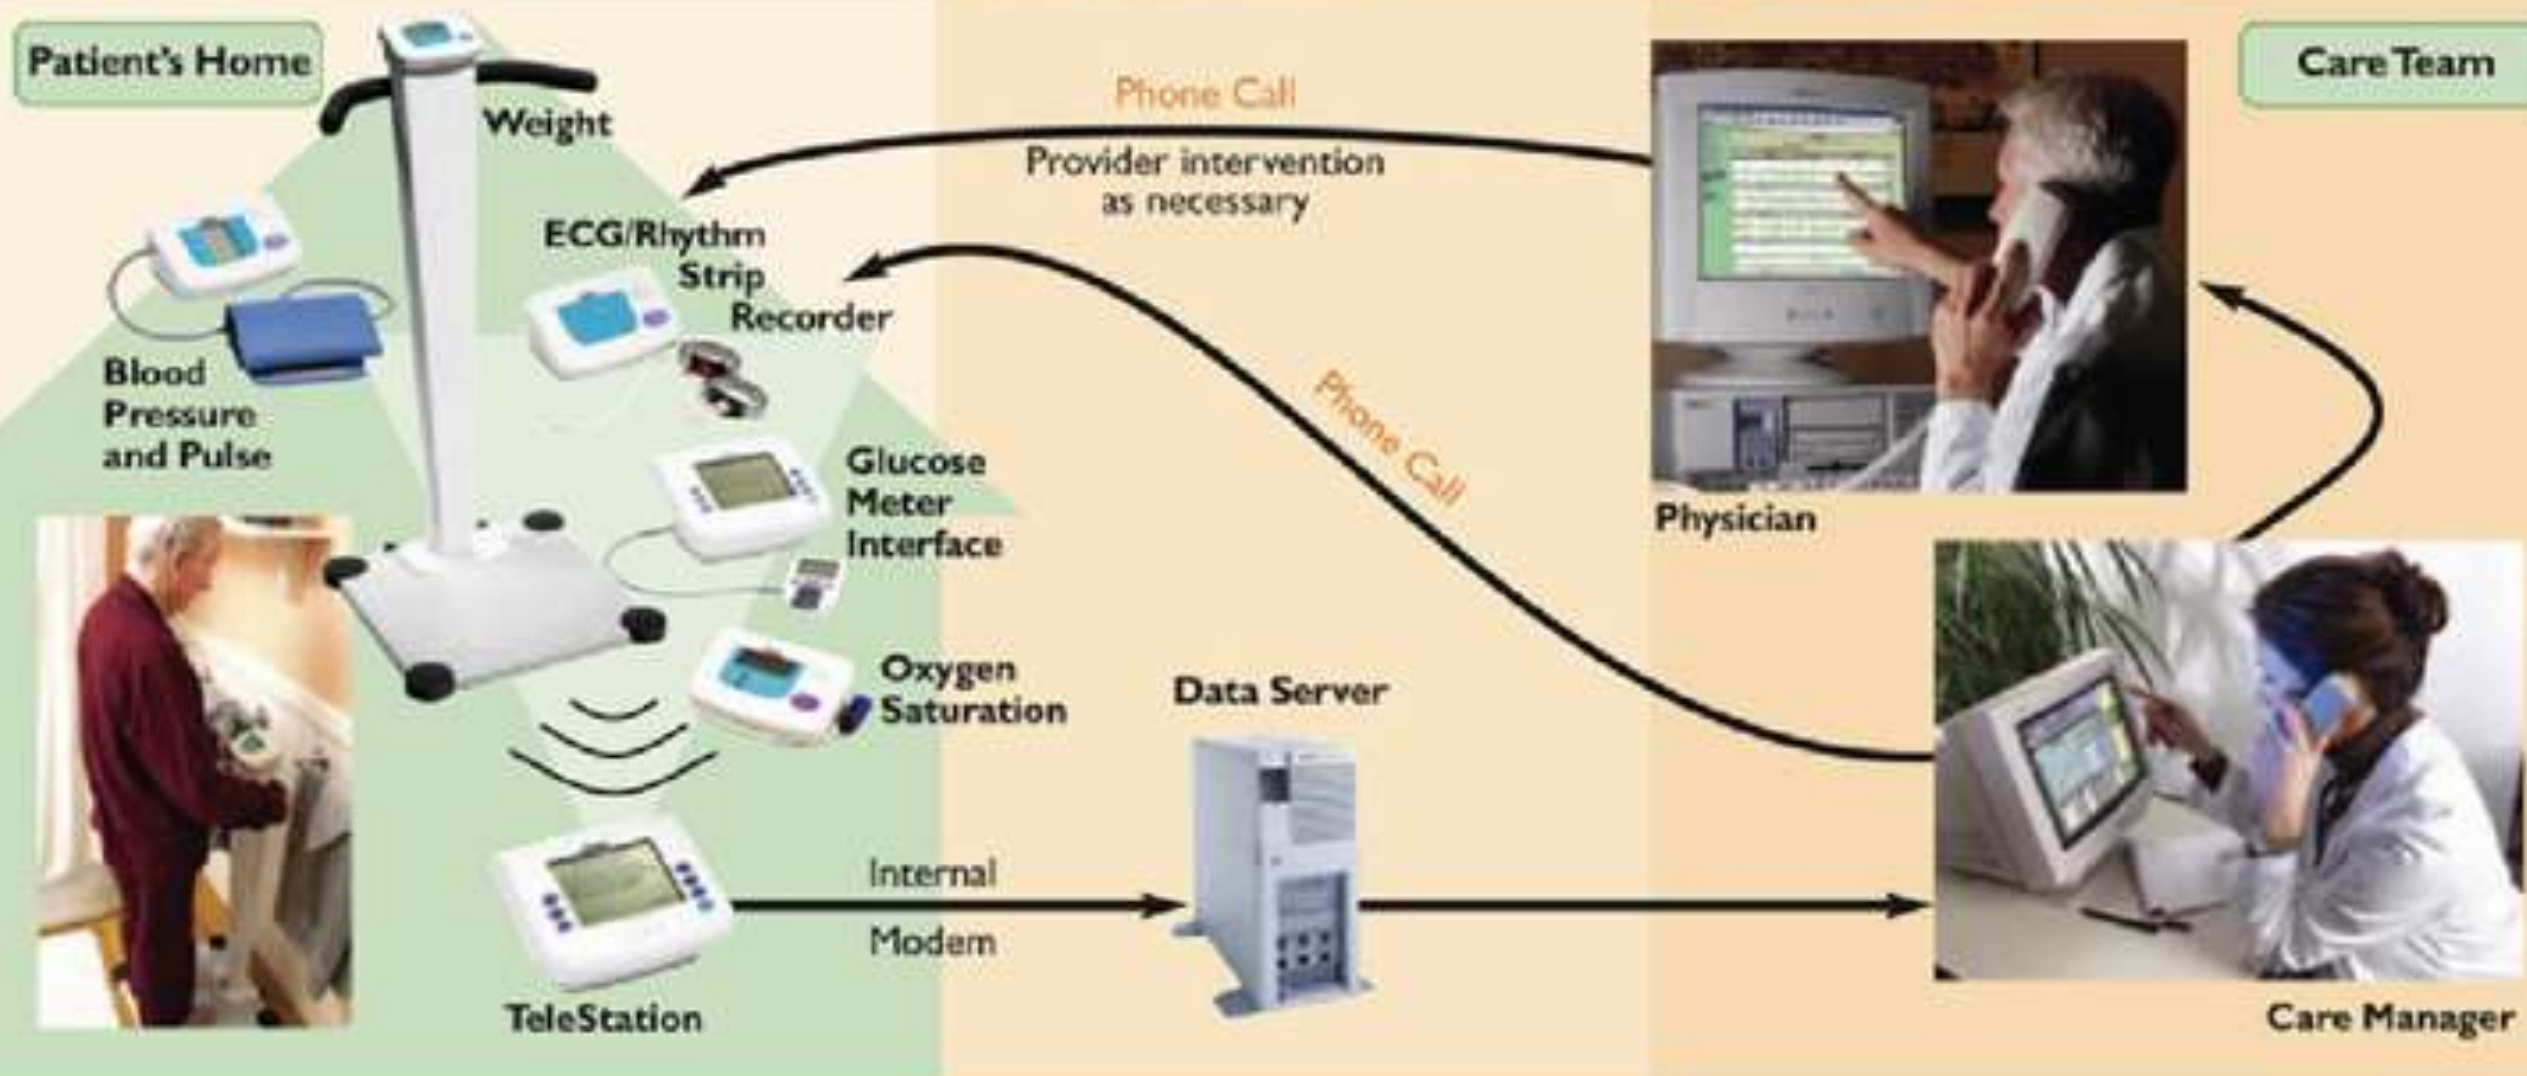 Patient's Home
Care Team
Weight
Phone Call
Provider intervention
as necessary
ECG/Rhythm
Strip
Recorder
Blood
Pressure
and Pulse
Phone Call
Glucose
Meter
Interface
Physician
Oxygen
Saturation
Data Server
Internal
Modem
TeleStation
Care Manager